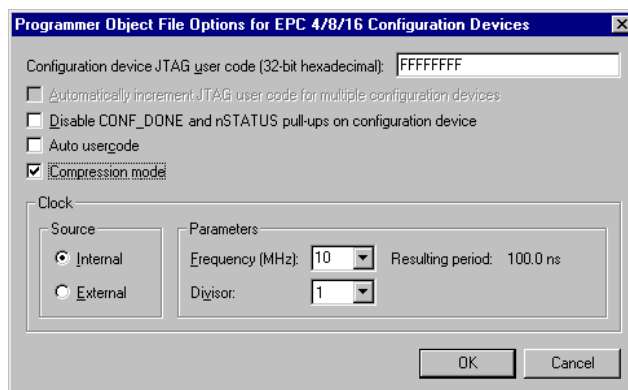 Programmer Object File Options for EPC 4/8/16 Configuration Devices
Configuration device JTAG user code (32-bit hexadecimal): FFFFFFFF
Automatically increment JTAG user code for multiple configuration devices
Disable CONF_DONE and nSTATUS pull-ups on configuration device
Auto usercode
Compression mode
Clock
Source
Parameters
Internal
Frequency (MHz): 10 Resulting period: 100.0 ns
External
Divisor: 1
OK Cancel